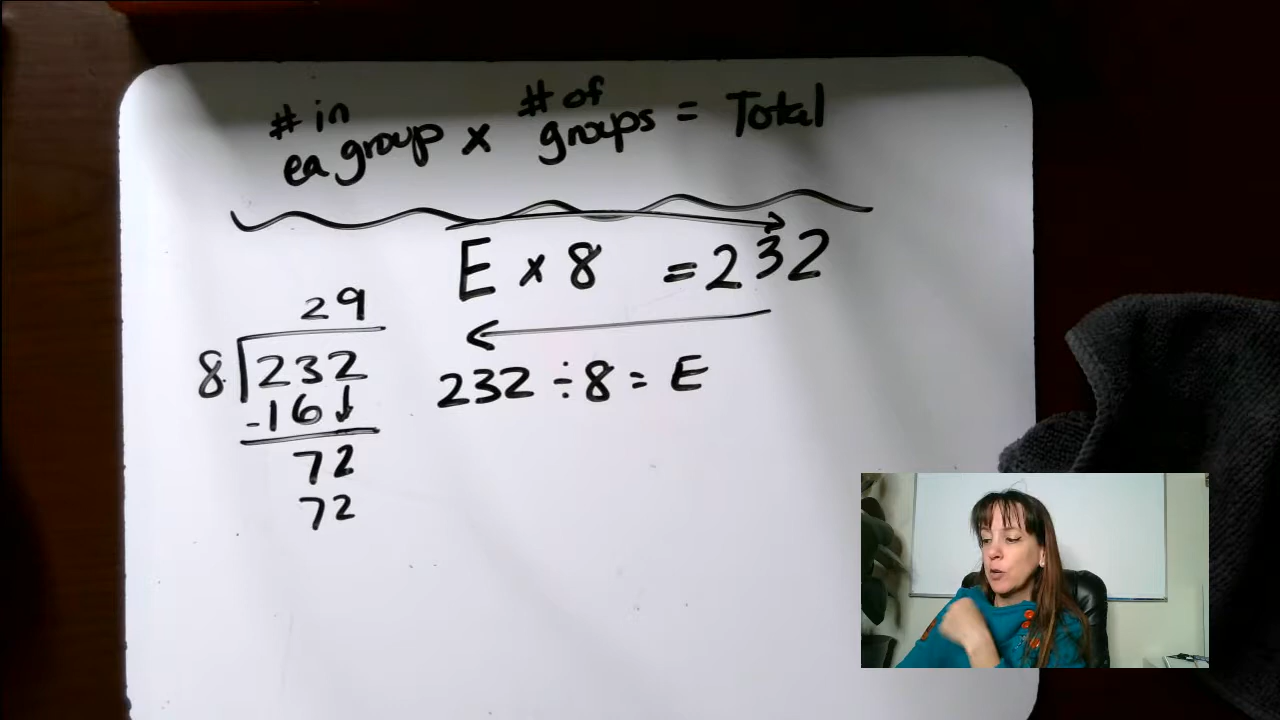 # in ea group x # of groups = Total
E x 8 = 232
232 ÷ 8 = E
29
8 232
-16↓
72
72